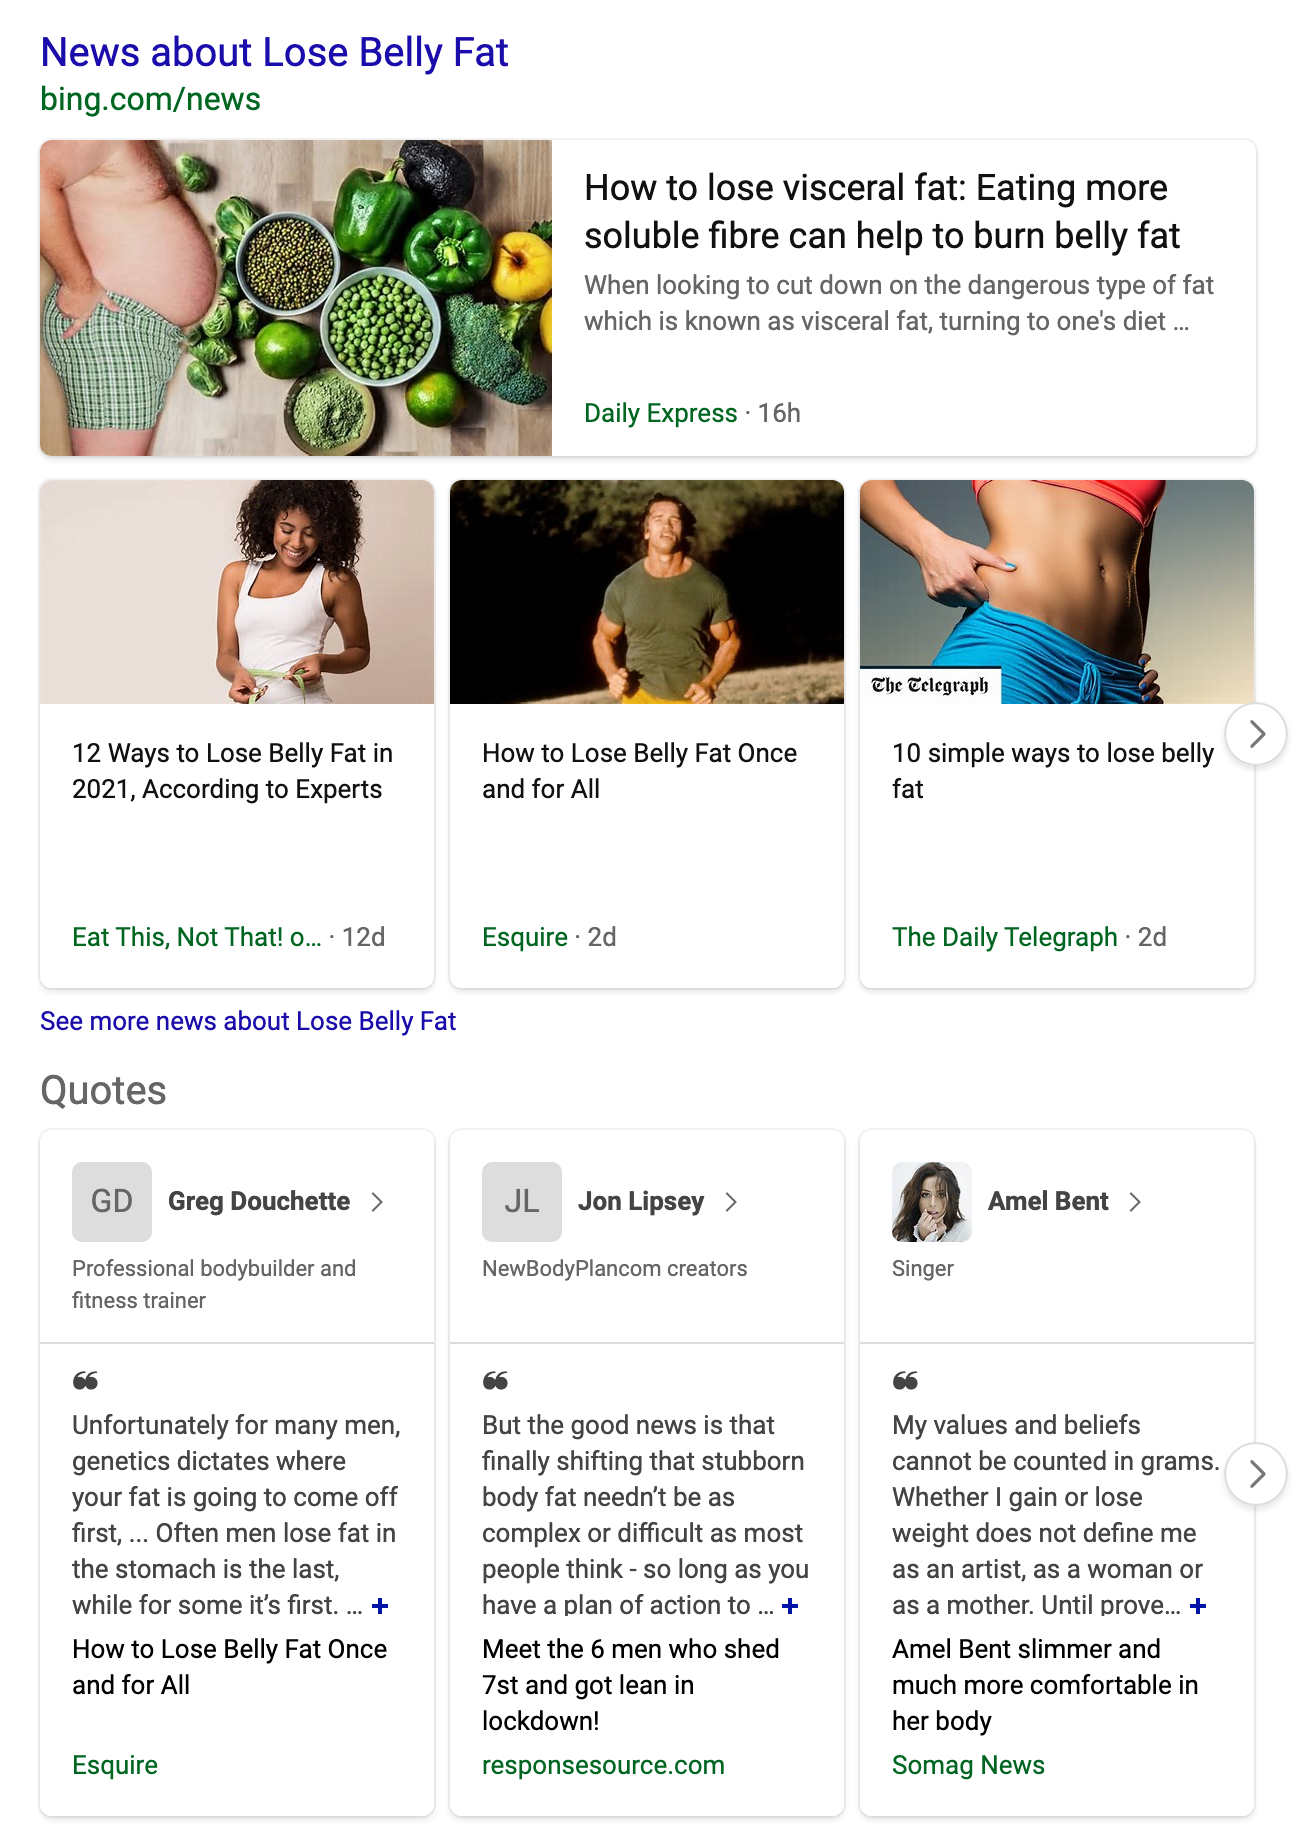 News about Lose Belly Fat
bing.com/news
How to lose visceral fat: Eating more
soluble fibre can help to burn belly fat
When looking to cut down on the dangerous type of fat
which is known as visceral fat, turning to one's diet ...
Daily Express · 16h
The Telegraph
12 Ways to Lose Belly Fat in
2021, According to Experts
Eat This, Not That! o... · 12d
How to Lose Belly Fat Once
and for All
Esquire · 2d
10 simple ways to lose belly
fat
The Daily Telegraph · 2d
See more news about Lose Belly Fat
Quotes
GD
Greg Douchette
Professional bodybuilder and
fitness trainer
❝
Unfortunately for many men,
genetics dictates where
your fat is going to come off
first, ... Often men lose fat in
the stomach is the last,
while for some it’s first. ... +
How to Lose Belly Fat Once
and for All
Esquire
JL
Jon Lipsey
NewBodyPlancom creators
❝
But the good news is that
finally shifting that stubborn
body fat needn’t be as
complex or difficult as most
people think - so long as you
have a plan of action to ... +
Meet the 6 men who shed
7st and got lean in
lockdown!
responsesource.com
Amel Bent
Singer
❝
My values and beliefs
cannot be counted in grams.
Whether I gain or lose
weight does not define me
as an artist, as a woman or
as a mother. Until prove... +
Amel Bent slimmer and
much more comfortable in
her body
Somag News